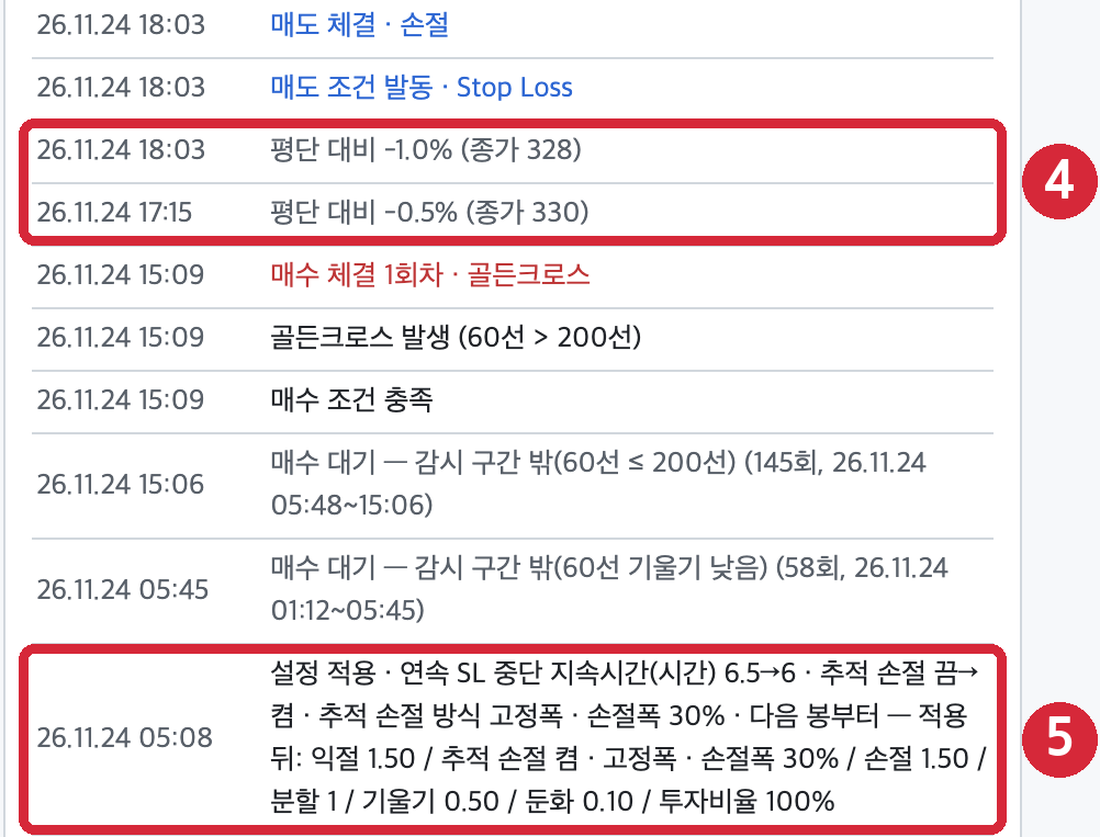 26.11.24 18:03 매도 체결 · 손절
26.11.24 18:03 매도 조건 발동 · Stop Loss
26.11.24 18:03 평단 대비 -1.0% (종가 328)
4
26.11.24 17:15 평단 대비 -0.5% (종가 330)
26.11.24 15:09 매수 체결 1회차 · 골든크로스
26.11.24 15:09 골든크로스 발생 (60선 > 200선)
26.11.24 15:09 매수 조건 충족
26.11.24 15:06 매수 대기 — 감시 구간 밖(60선 ≤ 200선) (145회, 26.11.24
05:48~15:06)
26.11.24 05:45 매수 대기 — 감시 구간 밖(60선 기울기 낮음) (58회, 26.11.24
01:12~05:45)
26.11.24 05:08 설정 적용 · 연속 SL 중단 지속시간(시간) 6.5→6 · 추적 손절 끔→
켬 · 추적 손절 방식 고정폭 · 손절폭 30% · 다음 봉부터 — 적용
뒤: 익절 1.50 / 추적 손절 켬 · 고정폭 · 손절폭 30% / 손절 1.50 /
분할 1 / 기울기 0.50 / 둔화 0.10 / 투자비율 100%
5